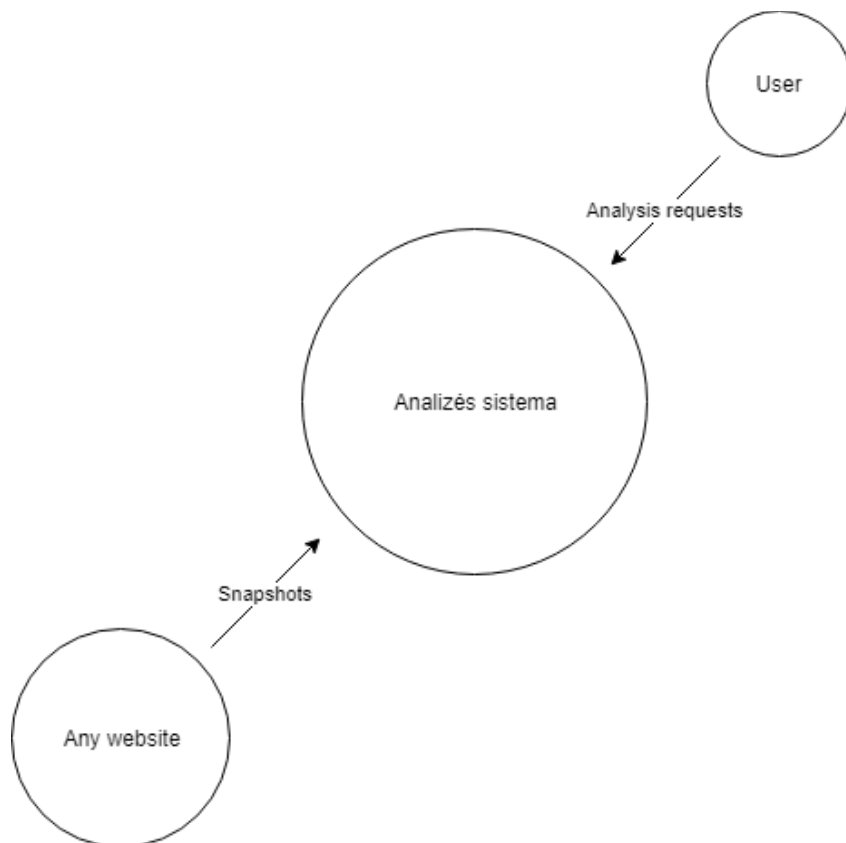 User
Analysis requests
Analizės sistema
Snapshots
Any website